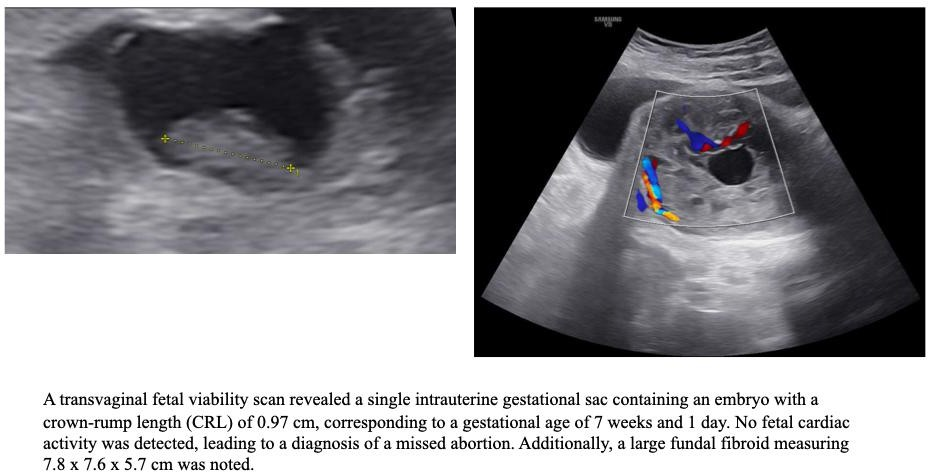 SAMSUNG
V8
A transvaginal fetal viability scan revealed a single intrauterine gestational sac containing an embryo with a
crown-rump length (CRL) of 0.97 cm, corresponding to a gestational age of 7 weeks and 1 day. No fetal cardiac
activity was detected, leading to a diagnosis of a missed abortion. Additionally, a large fundal fibroid measuring
7.8 x 7.6 x 5.7 cm was noted.